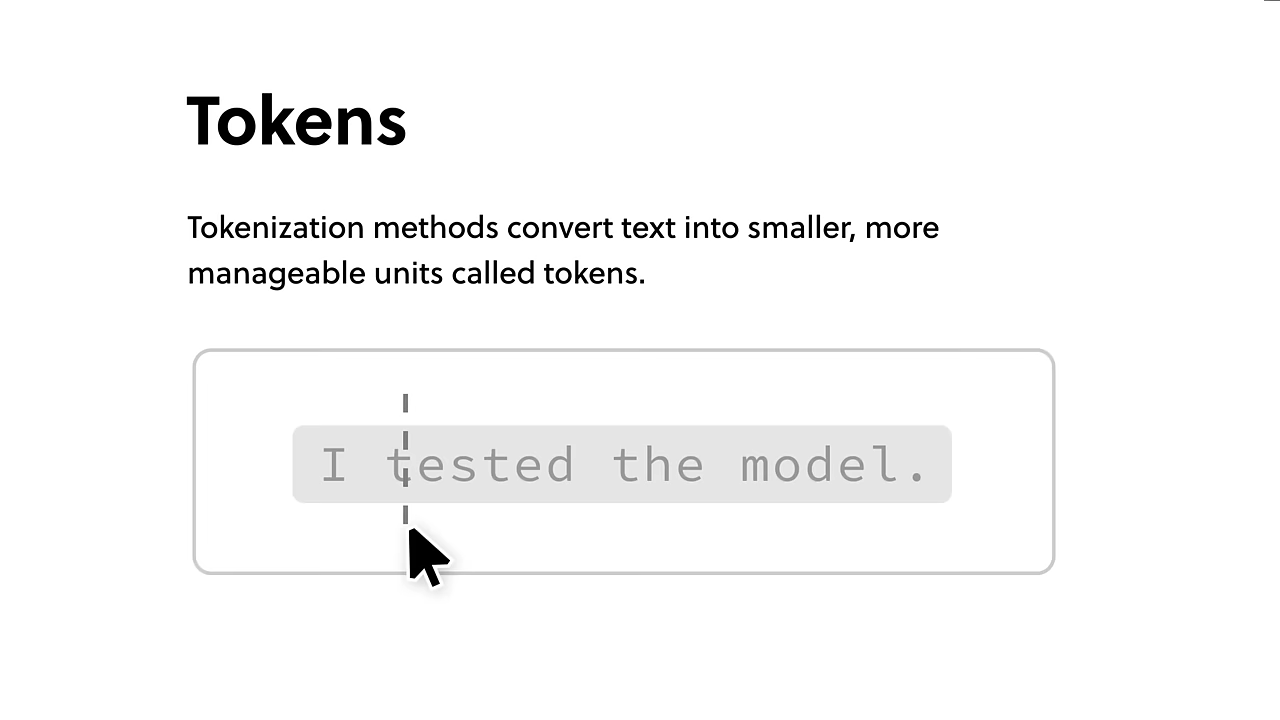 Tokens
Tokenization methods convert text into smaller, more
manageable units called tokens.
I tested the model.